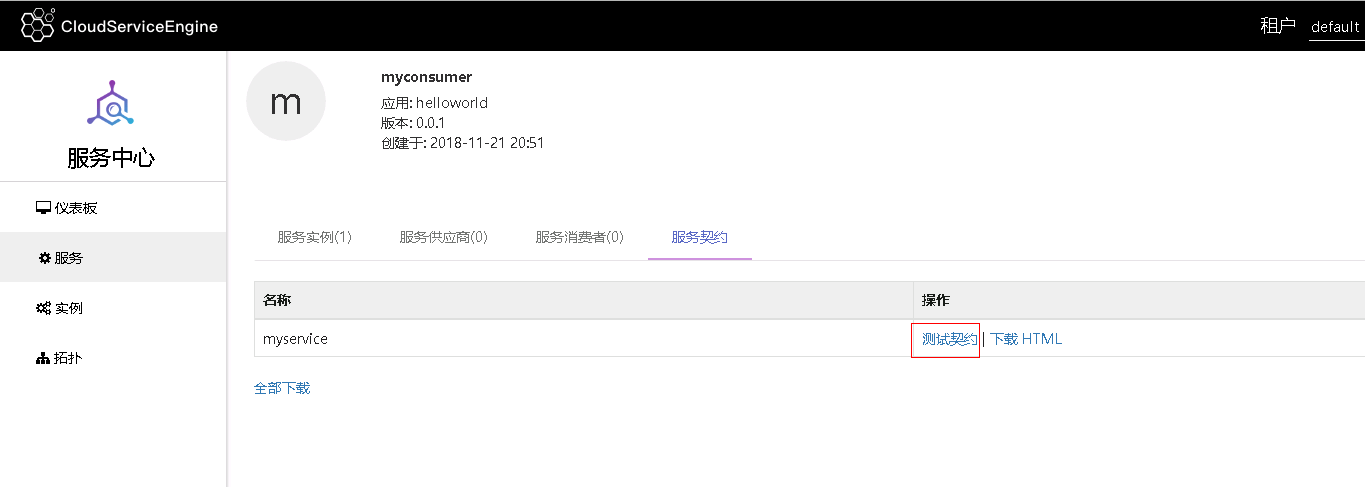 CloudServiceEngine
租户 default
服务中心
仪表板
服务
实例
拓扑
m
myconsumer
应用: helloworld
版本: 0.0.1
创建于: 2018-11-21 20:51
服务实例(1) 服务供应商(0) 服务消费者(0) 服务契约
名称 操作
myservice 测试契约 | 下载 HTML
全部下载